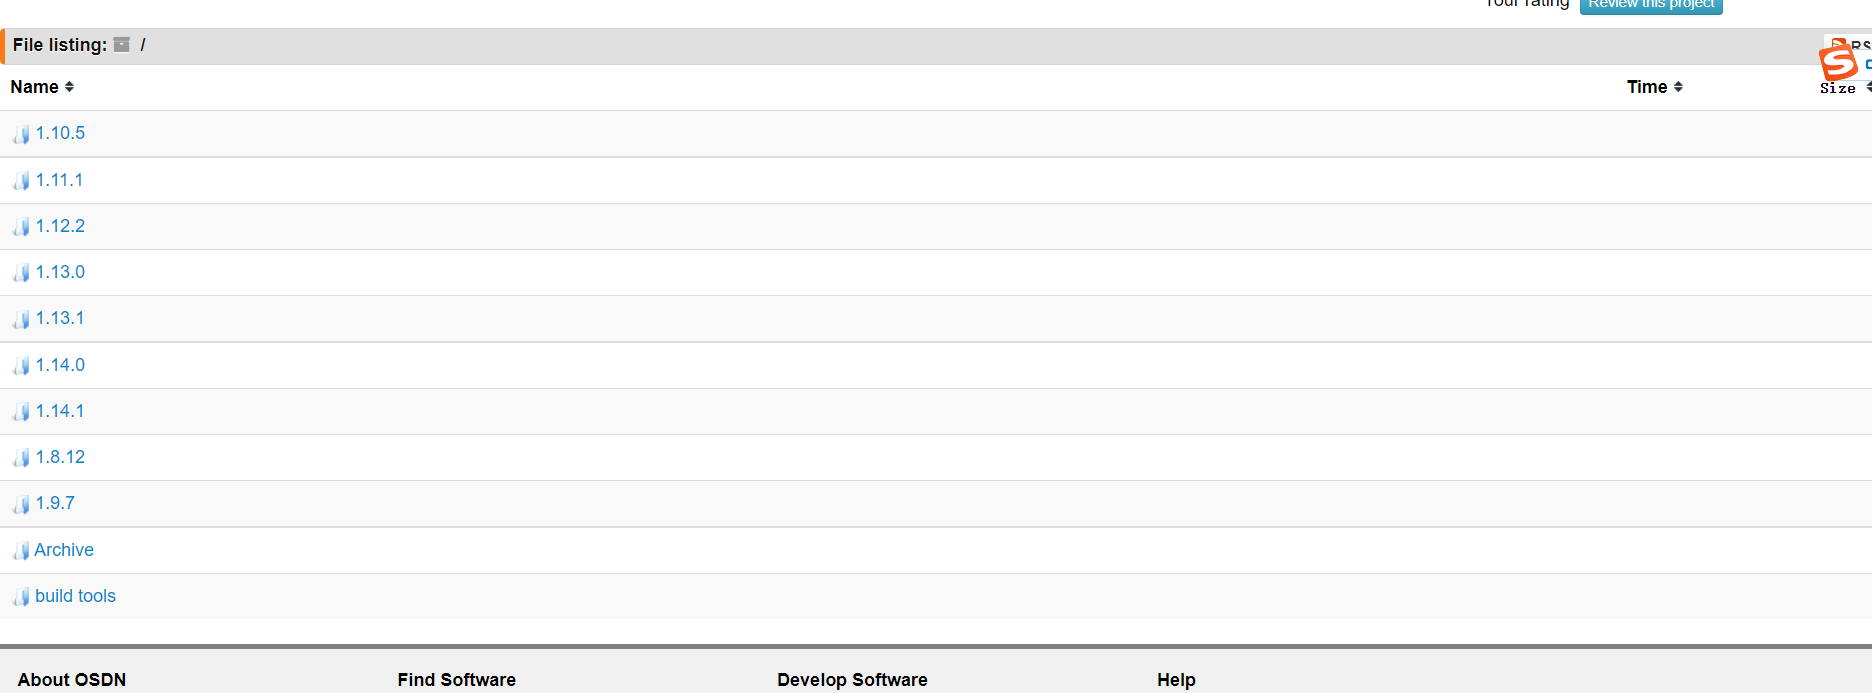 Your rating Review this project
File listing: /
RS
Name Time Size
1.10.5
1.11.1
1.12.2
1.13.0
1.13.1
1.14.0
1.14.1
1.8.12
1.9.7
Archive
build tools
About OSDN Find Software Develop Software Help